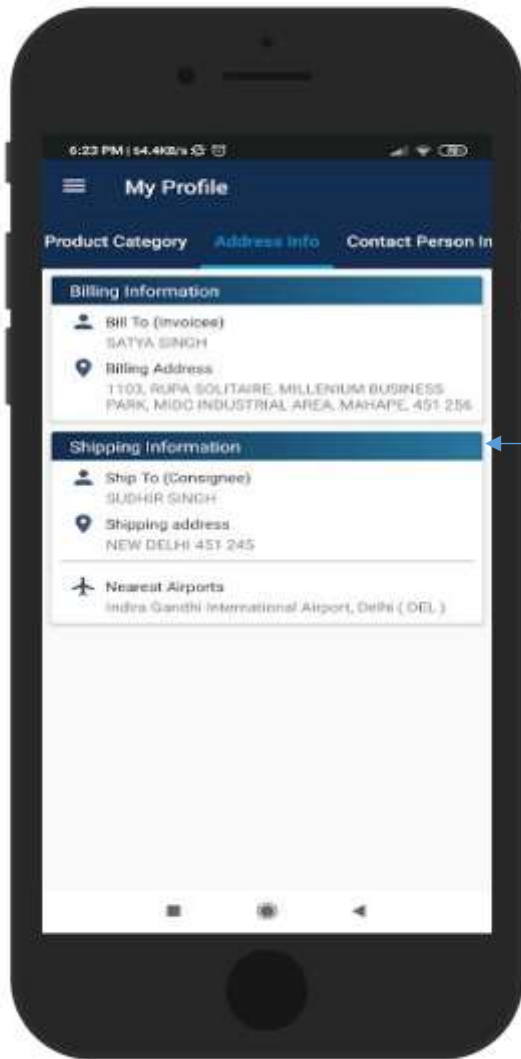 6:23 PM | 64.4KB/s
My Profile
Product Category Address Info Contact Person In
Billing Information
Bill To (Invoicee)
SATYA SINGH
Billing Address
1103, RUPA SOLITAIRE, MILLENIUM BUSINESS
PARK, MIDC INDUSTRIAL AREA, MAHAPE, 451 256
Shipping Information
Ship To (Consignee)
SUDHIR SINGH
Shipping address
NEW DELHI 451 245
Nearest Airports
Indira Gandhi International Airport, Delhi ( DEL )